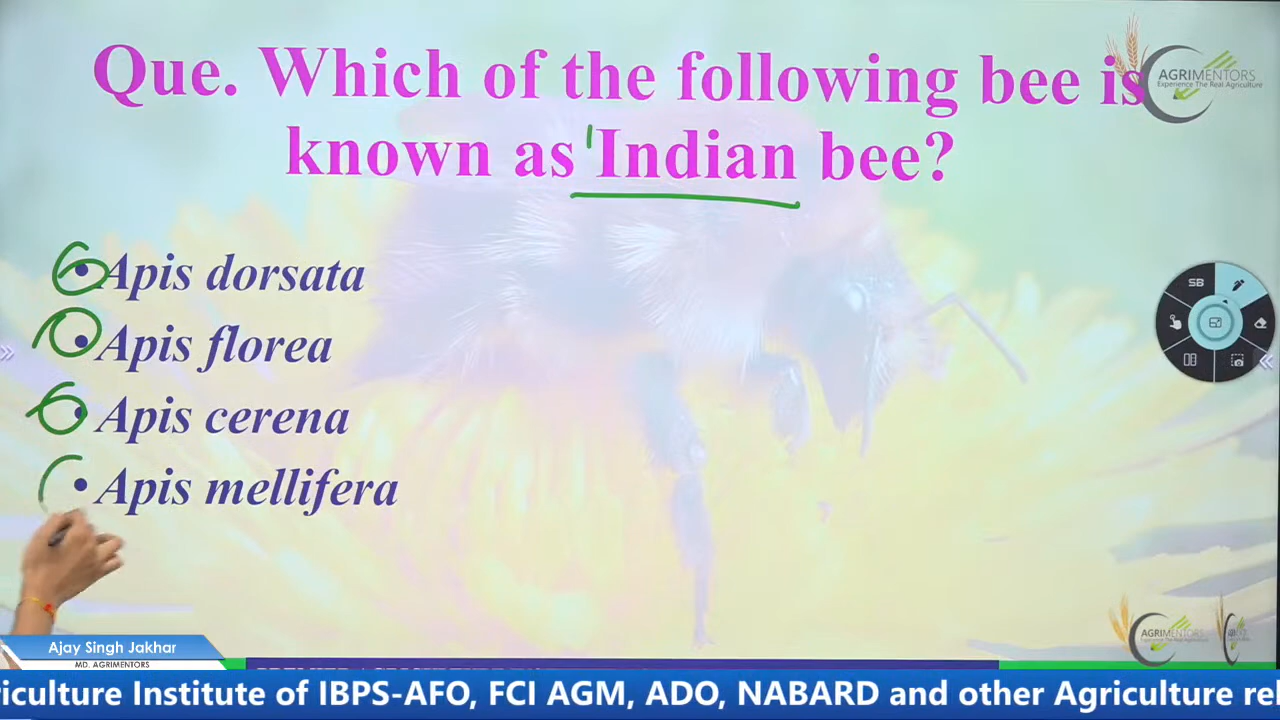 Que. Which of the following bee is
known as 'Indian bee?
• Apis dorsata
• Apis florea
• Apis cerena
• Apis mellifera
AGRIMENTORS
Experience The Real Agriculture
SB
Ajay Singh Jakhar
MD. AGRIMENTORS
AGRIMENTORS
riculture Institute of IBPS-AFO, FCI AGM, ADO, NABARD and other Agriculture rel